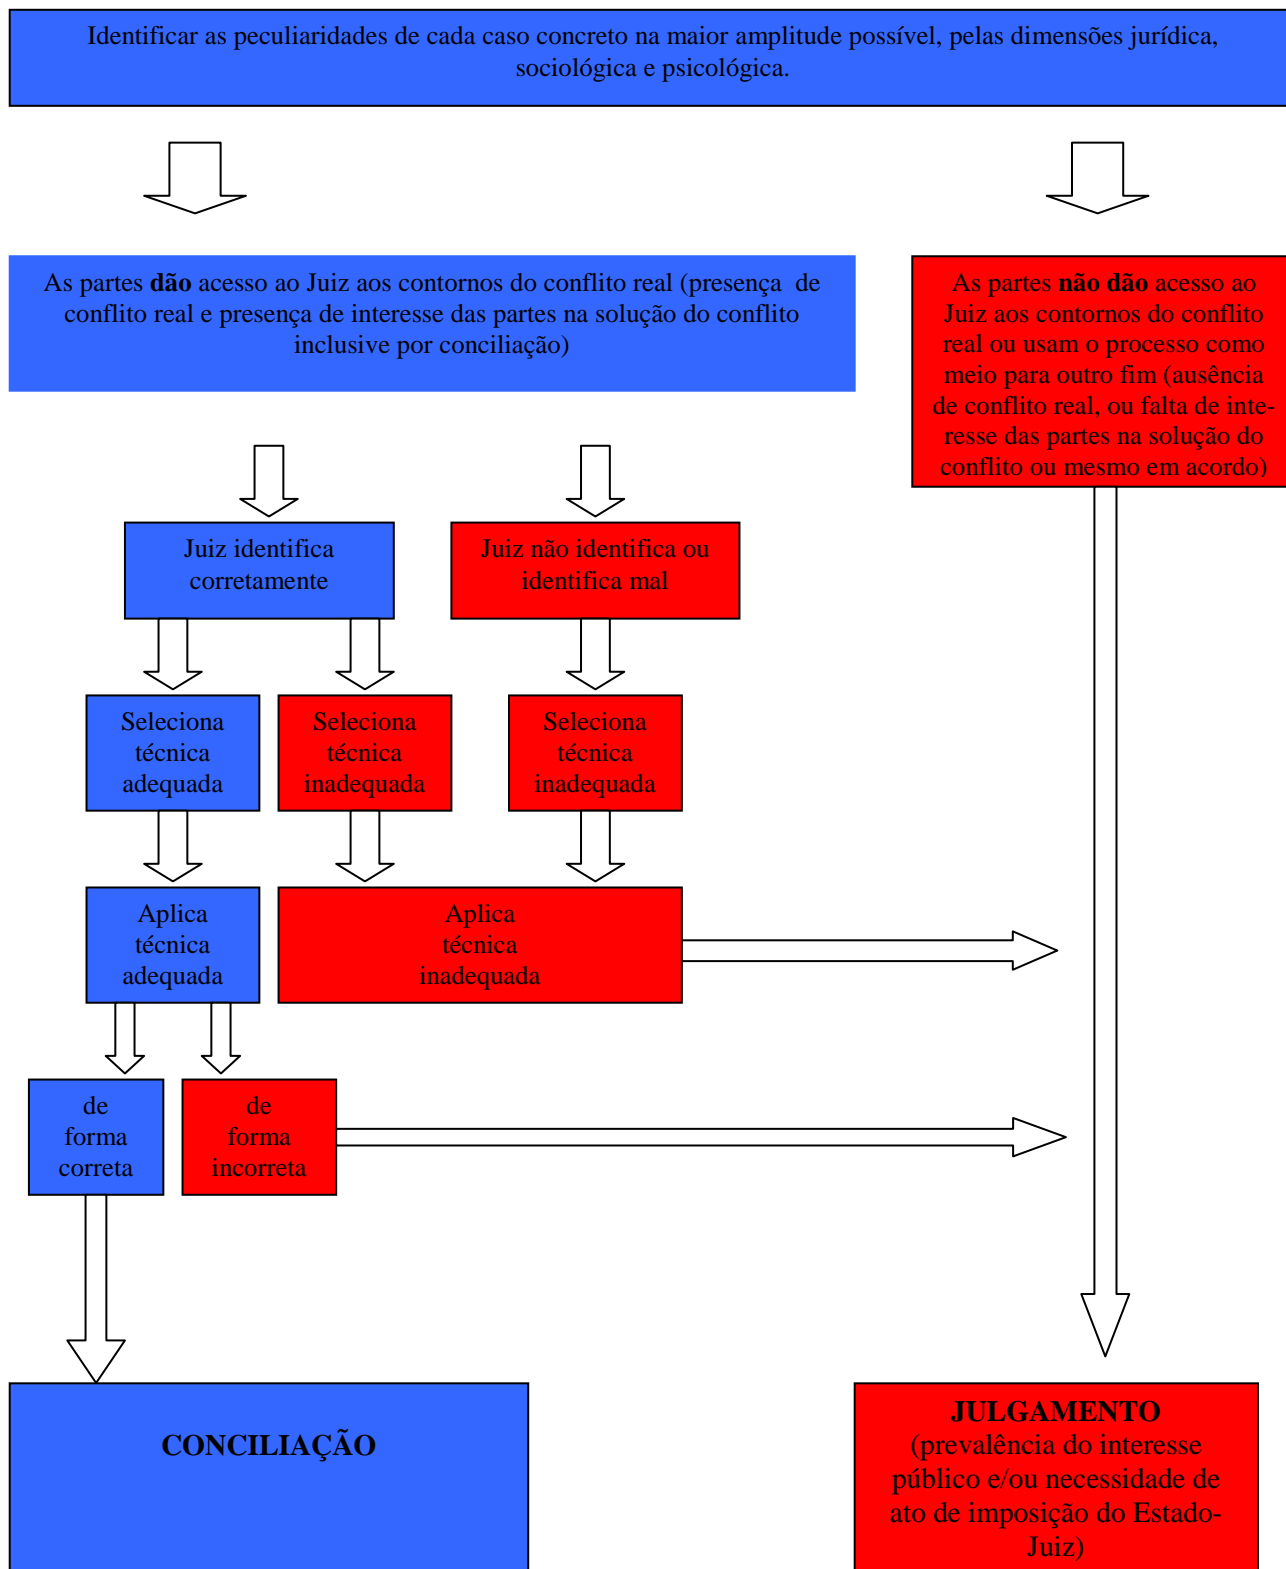 Identificar as peculiaridades de cada caso concreto na maior amplitude possível, pelas dimensões jurídica,
sociológica e psicológica.
As partes dão acesso ao Juiz aos contornos do conflito real (presença de
conflito real e presença de interesse das partes na solução do conflito
inclusive por conciliação)
As partes não dão acesso ao
Juiz aos contornos do conflito
real ou usam o processo como
meio para outro fim (ausência
de conflito real, ou falta de inte-
resse das partes na solução do
conflito ou mesmo em acordo)
Juiz identifica
corretamente
Juiz não identifica ou
identifica mal
Seleciona
técnica
adequada
Seleciona
técnica
inadequada
Seleciona
técnica
inadequada
Aplica
técnica
adequada
Aplica
técnica
inadequada
de
forma
correta
de
forma
incorreta
CONCILIAÇÃO
JULGAMENTO
(prevalência do interesse
público e/ou necessidade de
ato de imposição do Estado-
Juiz)